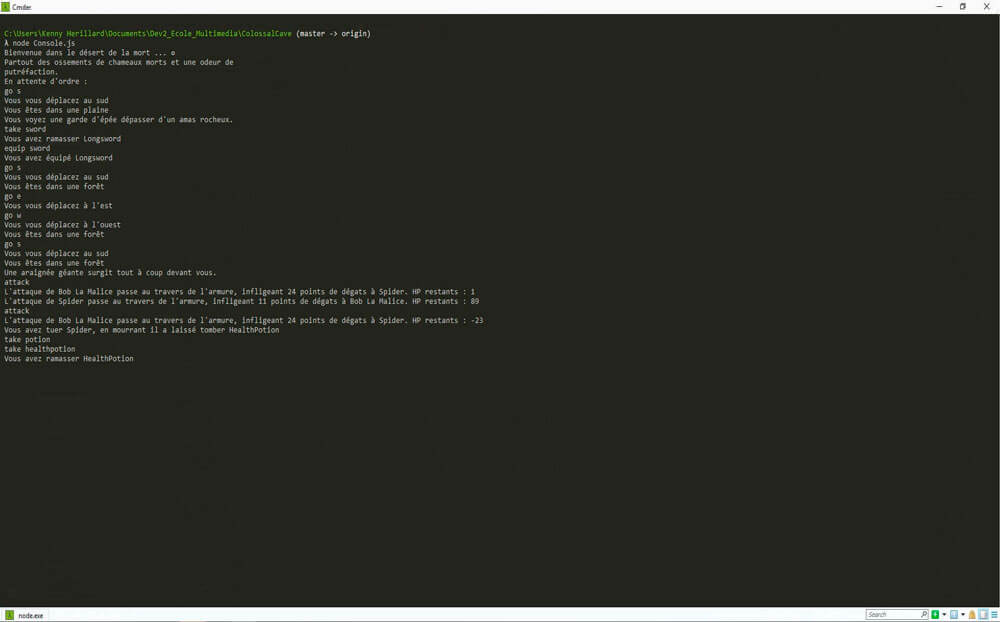 Cmder
C:\Users\Kenny Herillard\Documents\Dev2_Ecole_Multimedia\ColossalCave (master -> origin)
λ node Console.js
Bienvenue dans le désert de la mort ... ¤
Partout des ossements de chameaux morts et une odeur de
putréfaction.
En attente d'ordre :
go s
Vous vous déplacez au sud
Vous êtes dans une plaine
Vous voyez une garde d'épée dépasser d'un amas rocheux.
take sword
Vous avez ramasser Longsword
equip sword
Vous avez équipé Longsword
go s
Vous vous déplacez au sud
Vous êtes dans une forêt
go e
Vous vous déplacez à l'est
go w
Vous vous déplacez à l'ouest
Vous êtes dans une forêt
go s
Vous vous déplacez au sud
Vous êtes dans une forêt
Une araignée géante surgit tout à coup devant vous.
attack
L'attaque de Bob La Malice passe au travers de l'armure, infligeant 24 points de dégats à Spider. HP restants : 1
L'attaque de Spider passe au travers de l'armure, infligeant 11 points de dégats à Bob La Malice. HP restants : 89
attack
L'attaque de Bob La Malice passe au travers de l'armure, infligeant 24 points de dégats à Spider. HP restants : -23
Vous avez tuer Spider, en mourrant il a laissé tomber HealthPotion
take potion
take healthpotion
Vous avez ramasser HealthPotion
node.exe
Search